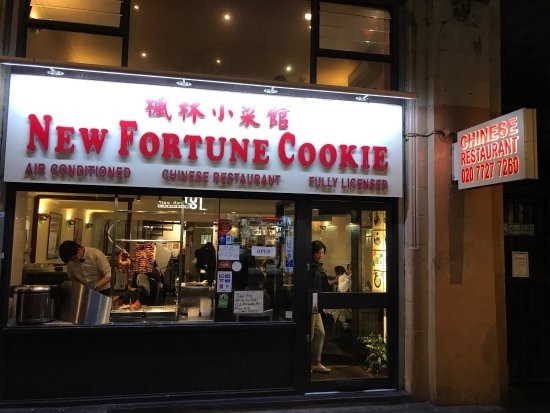 楓林小菜館
NEW FORTUNE COOKIE
AIR CONDITIONED CHINESE RESTAURANT FULLY LICENSED
CHINESE
RESTAURANT
020 7727 7260
OPEN